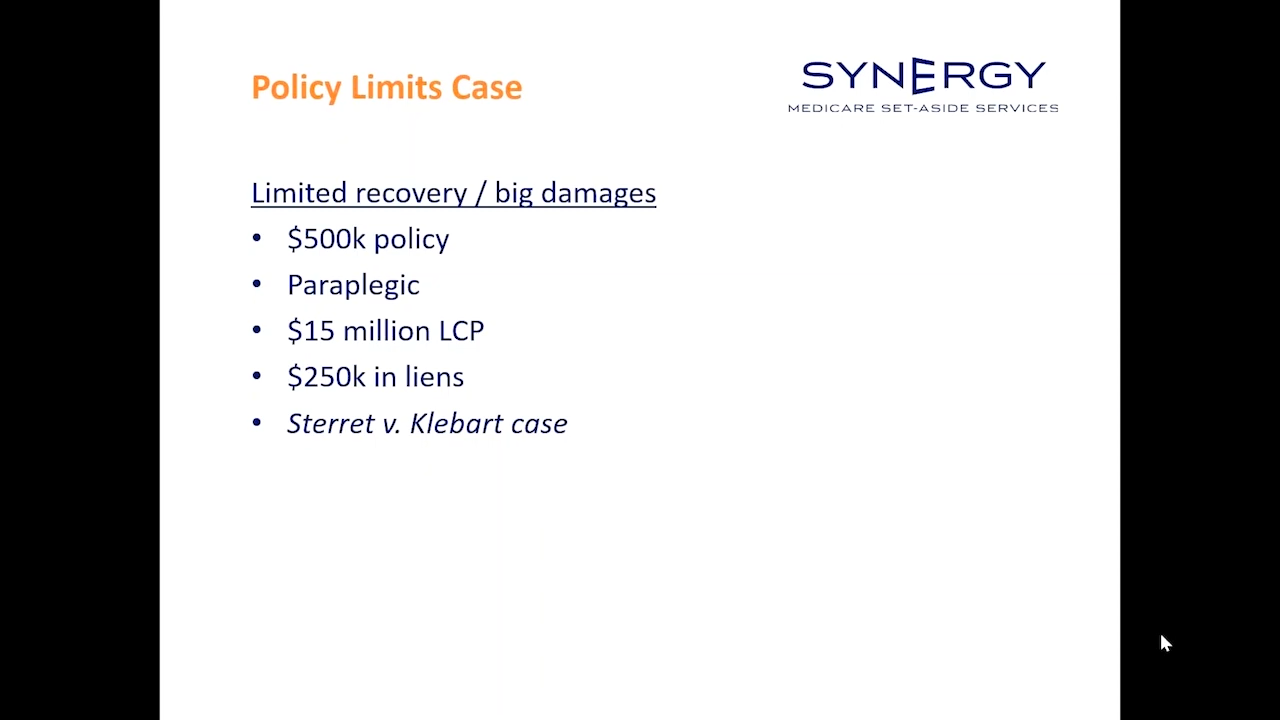 Policy Limits Case
SYNERGY
MEDICARE SET-ASIDE SERVICES
Limited recovery / big damages
• $500k policy
• Paraplegic
• $15 million LCP
• $250k in liens
• Sterret v. Klebart case